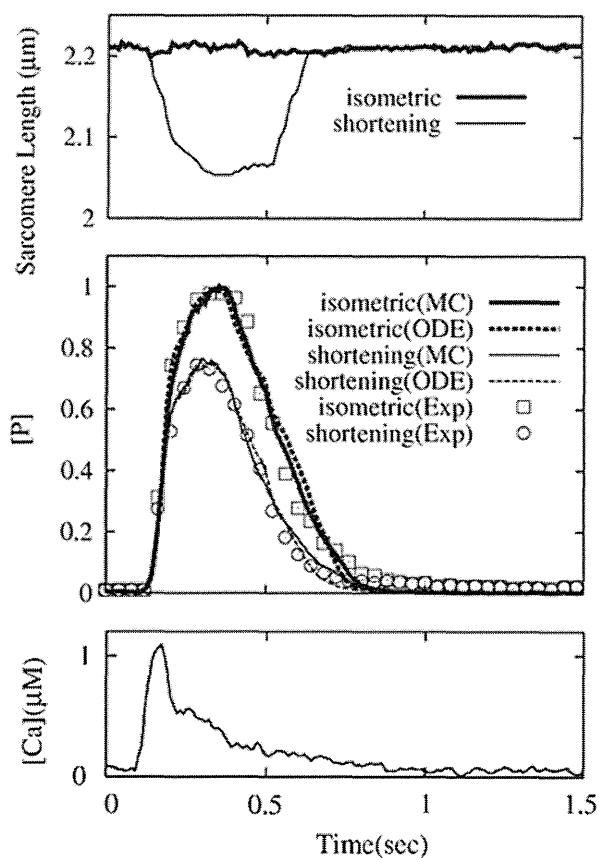 Sarcomere Length (μm)
2.2
2.1
2
isometric
shortening
[P]
1
0.8
0.6
0.4
0.2
0
isometric(MC)
isometric(ODE)
shortening(MC)
shortening(ODE)
isometric(Exp)
shortening(Exp)
[Ca](μM)
1
0
0
0.5
1
1.5
Time(sec)